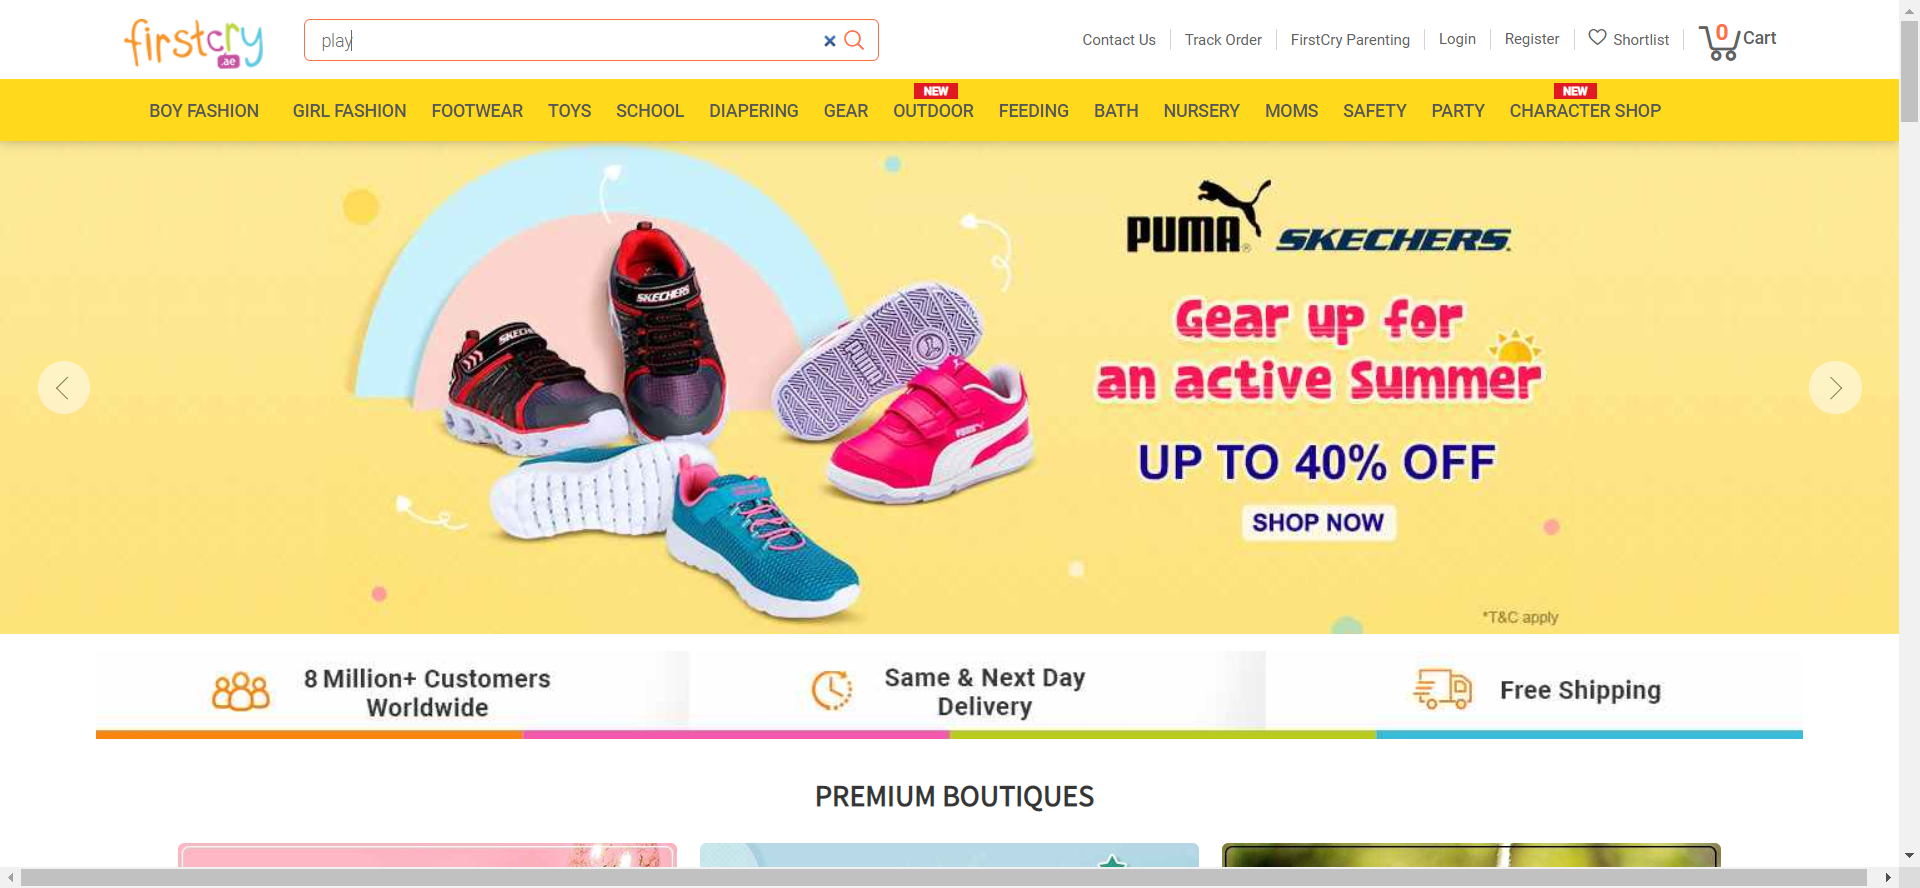 firstcry
.ae
play
Contact Us
Track Order
FirstCry Parenting
Login
Register
Shortlist
0
Cart
BOY FASHION
GIRL FASHION
FOOTWEAR
TOYS
SCHOOL
DIAPERING
GEAR
NEW
OUTDOOR
FEEDING
BATH
NURSERY
MOMS
SAFETY
PARTY
NEW
CHARACTER SHOP
PUMA
SKECHERS
SKECHERS
PUMA
Gear up for
an active Summer
UP TO 40% OFF
SHOP NOW
*T&C apply
8 Million+ Customers
Worldwide
Same & Next Day
Delivery
Free Shipping
PREMIUM BOUTIQUES